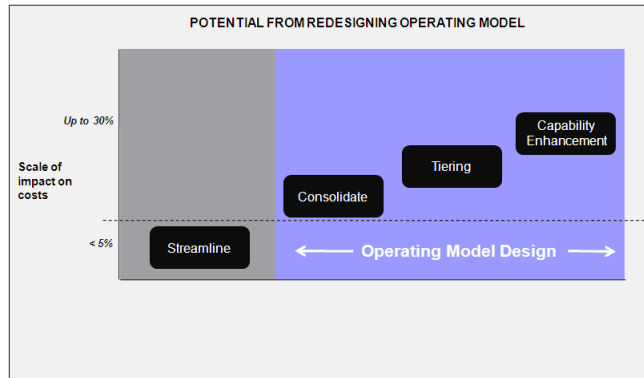 POTENTIAL FROM REDESIGNING OPERATING MODEL
Up to 30%
Capability
Enhancement
Tiering
Scale of
impact on
costs
Consolidate
< 5%
Streamline
Operating Model Design